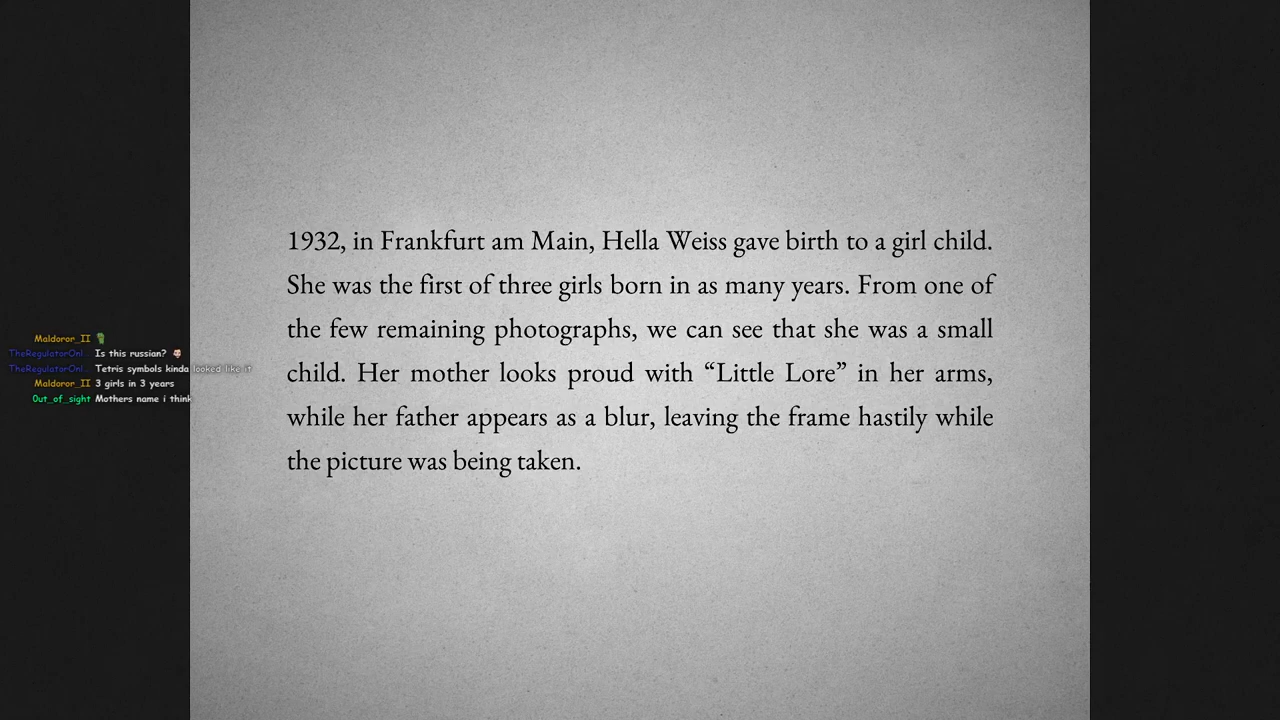 1932, in Frankfurt am Main, Hella Weiss gave birth to a girl child.
She was the first of three girls born in as many years. From one of
the few remaining photographs, we can see that she was a small
child. Her mother looks proud with “Little Lore” in her arms,
while her father appears as a blur, leaving the frame hastily while
the picture was being taken.
Maldoror_II
TheRegulatorOnl... Is this russian?
TheRegulatorOnl... Tetris symbols kinda looked like it
Maldoror_II 3 girls in 3 years
0ut_of_sight Mothers name i think